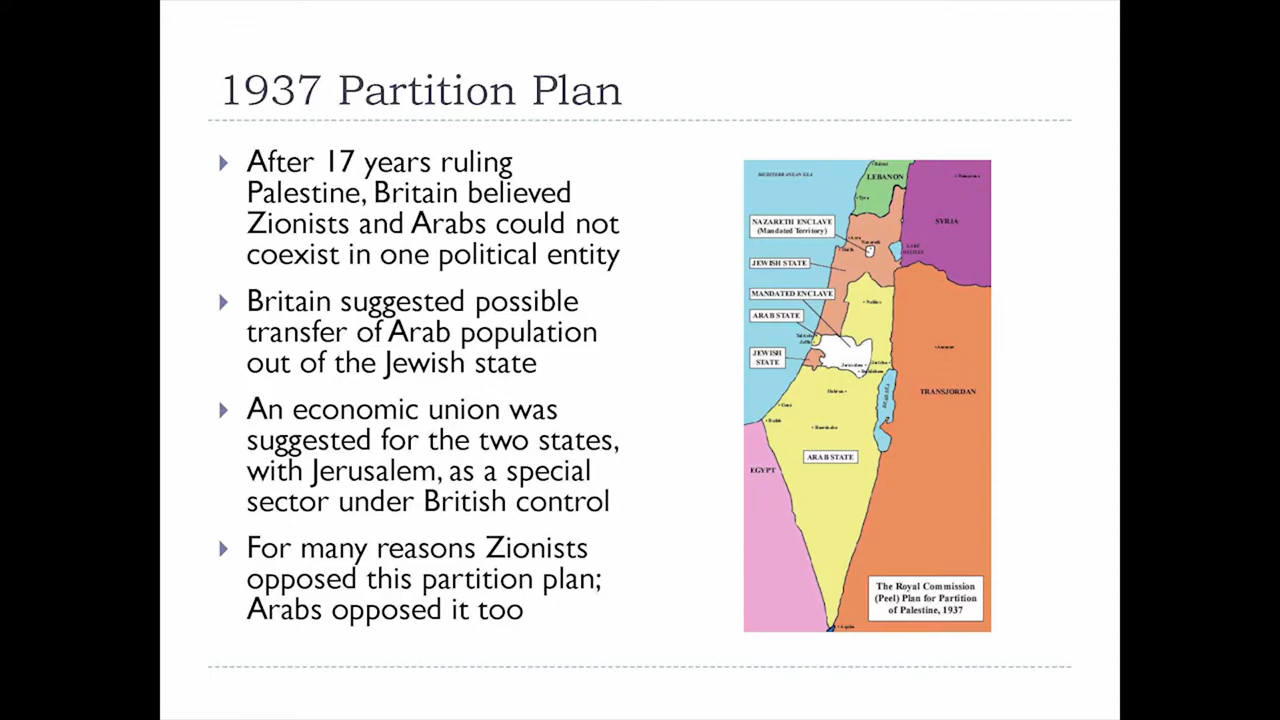 1937 Partition Plan
After 17 years ruling
Palestine, Britain believed
Zionists and Arabs could not
coexist in one political entity
Britain suggested possible
transfer of Arab population
out of the Jewish state
An economic union was
suggested for the two states,
with Jerusalem, as a special
sector under British control
For many reasons Zionists
opposed this partition plan;
Arabs opposed it too
MEDITERRANEAN SEA
LEBANON
SYRIA
NAZARETH ENCLAVE
(Mandated Territory)
JEWISH STATE
MANDATED ENCLAVE
ARAB STATE
JEWISH
STATE
DEAD SEA
TRANSJORDAN
ARAB STATE
EGYPT
The Royal Commission
(Peel) Plan for Partition
of Palestine, 1937